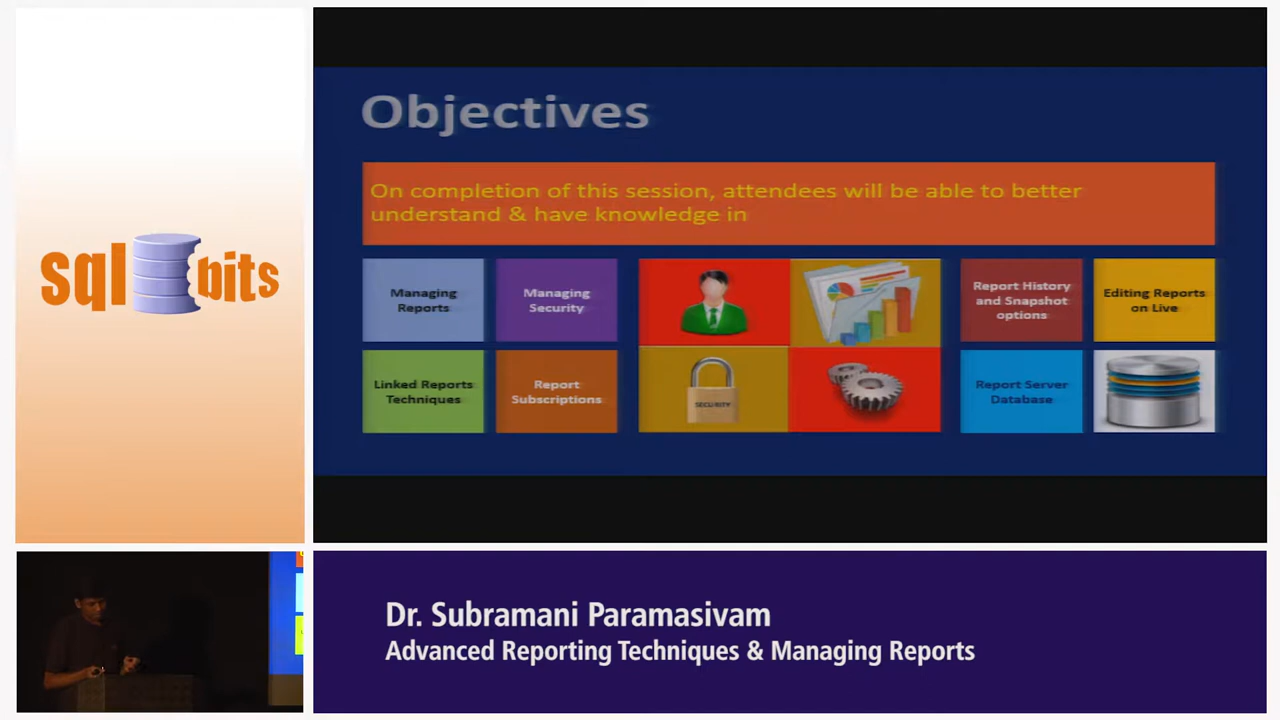 sql bits
Objectives
On completion of this session, attendees will be able to better
understand & have knowledge in
Managing
Reports
Managing
Security
Report History
and Snapshot
options
Editing Reports
on Live
Linked Reports
Techniques
Report
Subscriptions
SECURITY
Report Server
Database
Dr. Subramani Paramasivam
Advanced Reporting Techniques & Managing Reports